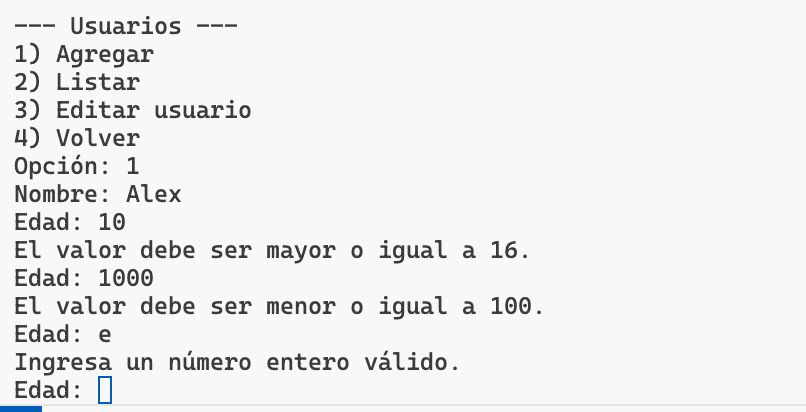 --- Usuarios ---
1) Agregar
2) Listar
3) Editar usuario
4) Volver
Opción: 1
Nombre: Alex
Edad: 10
El valor debe ser mayor o igual a 16.
Edad: 1000
El valor debe ser menor o igual a 100.
Edad: e
Ingresa un número entero válido.
Edad: